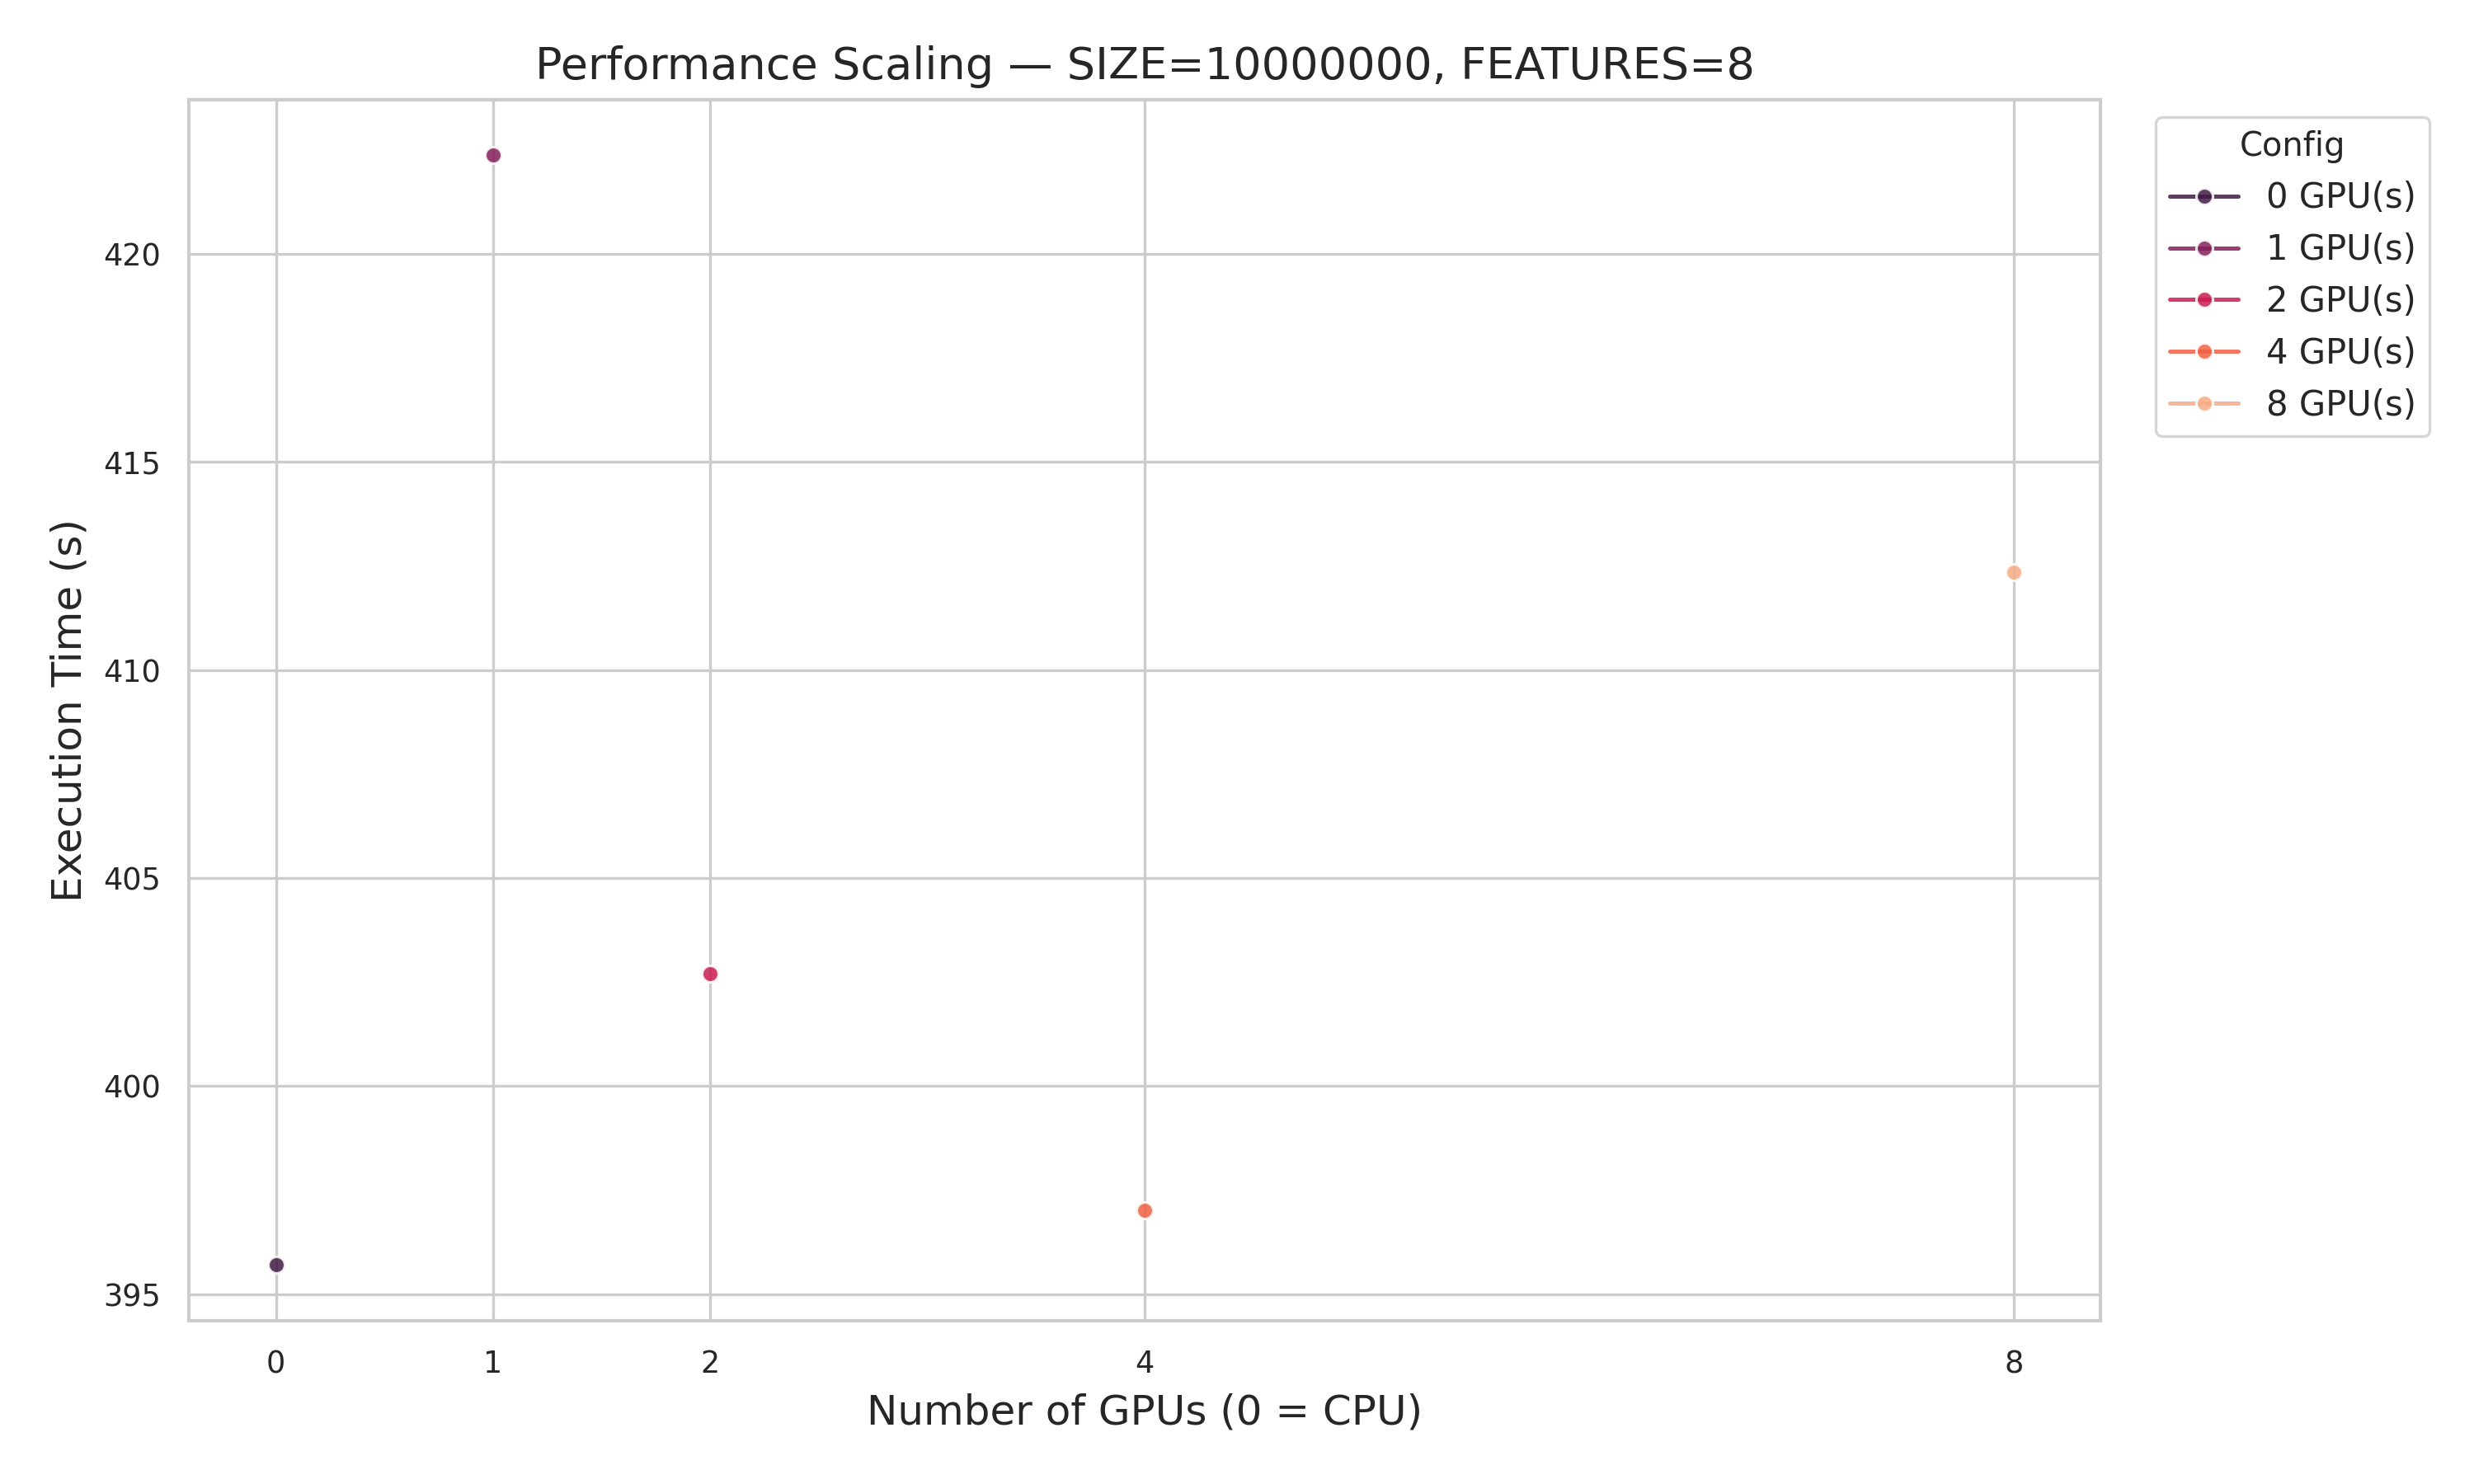 Performance Scaling — SIZE=10000000, FEATURES=8
Config
0 GPU(s)
1 GPU(s)
2 GPU(s)
4 GPU(s)
8 GPU(s)
Execution Time (s)
420
415
410
405
400
395
0 1 2 4 8
Number of GPUs (0 = CPU)